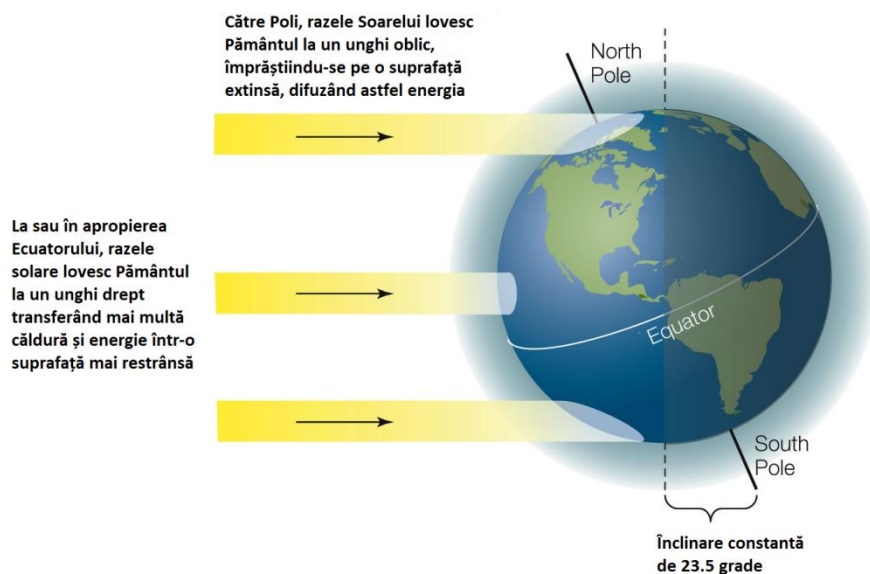 Către Poli, razele Soarelui lovesc
Pământul la un unghi oblic,
împrăștiindu-se pe o suprafață
extinsă, difuzând astfel energia
North
Pole
La sau în apropierea
Ecuatorului, razele
solare lovesc Pământul
la un unghi drept
transferând mai multă
căldură și energie într-o
suprafață mai restrânsă
Equator
South
Pole
Înclinare constantă
de 23.5 grade